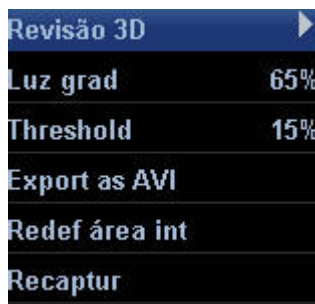 Revisão 3D
Luz grad 65%
Threshold 15%
Export as AVI
Redef área int
Recaptur